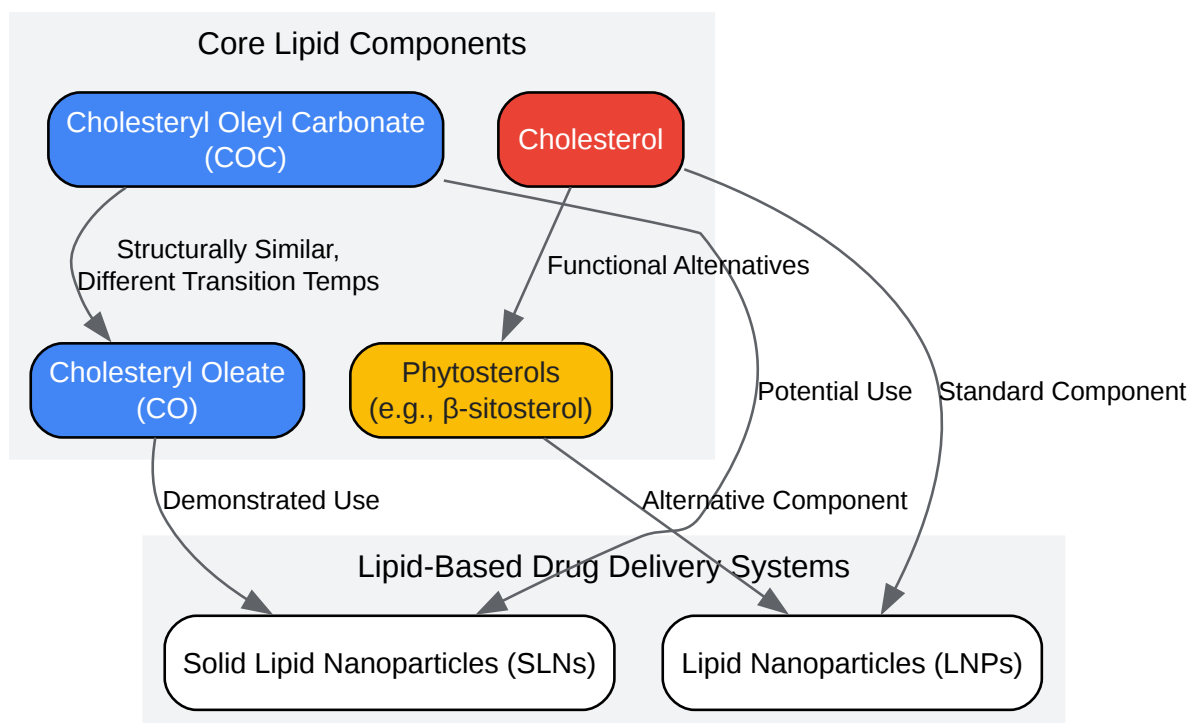 Core Lipid Components
Cholesteryl Oleyl Carbonate
(COC)
Cholesterol
Structurally Similar,
Different Transition Temps
Functional Alternatives
Cholesteryl Oleate
(CO)
Phytosterols
(e.g., β-sitosterol)
Potential Use
Standard Component
Demonstrated Use
Alternative Component
Lipid-Based Drug Delivery Systems
Solid Lipid Nanoparticles (SLNs)
Lipid Nanoparticles (LNPs)